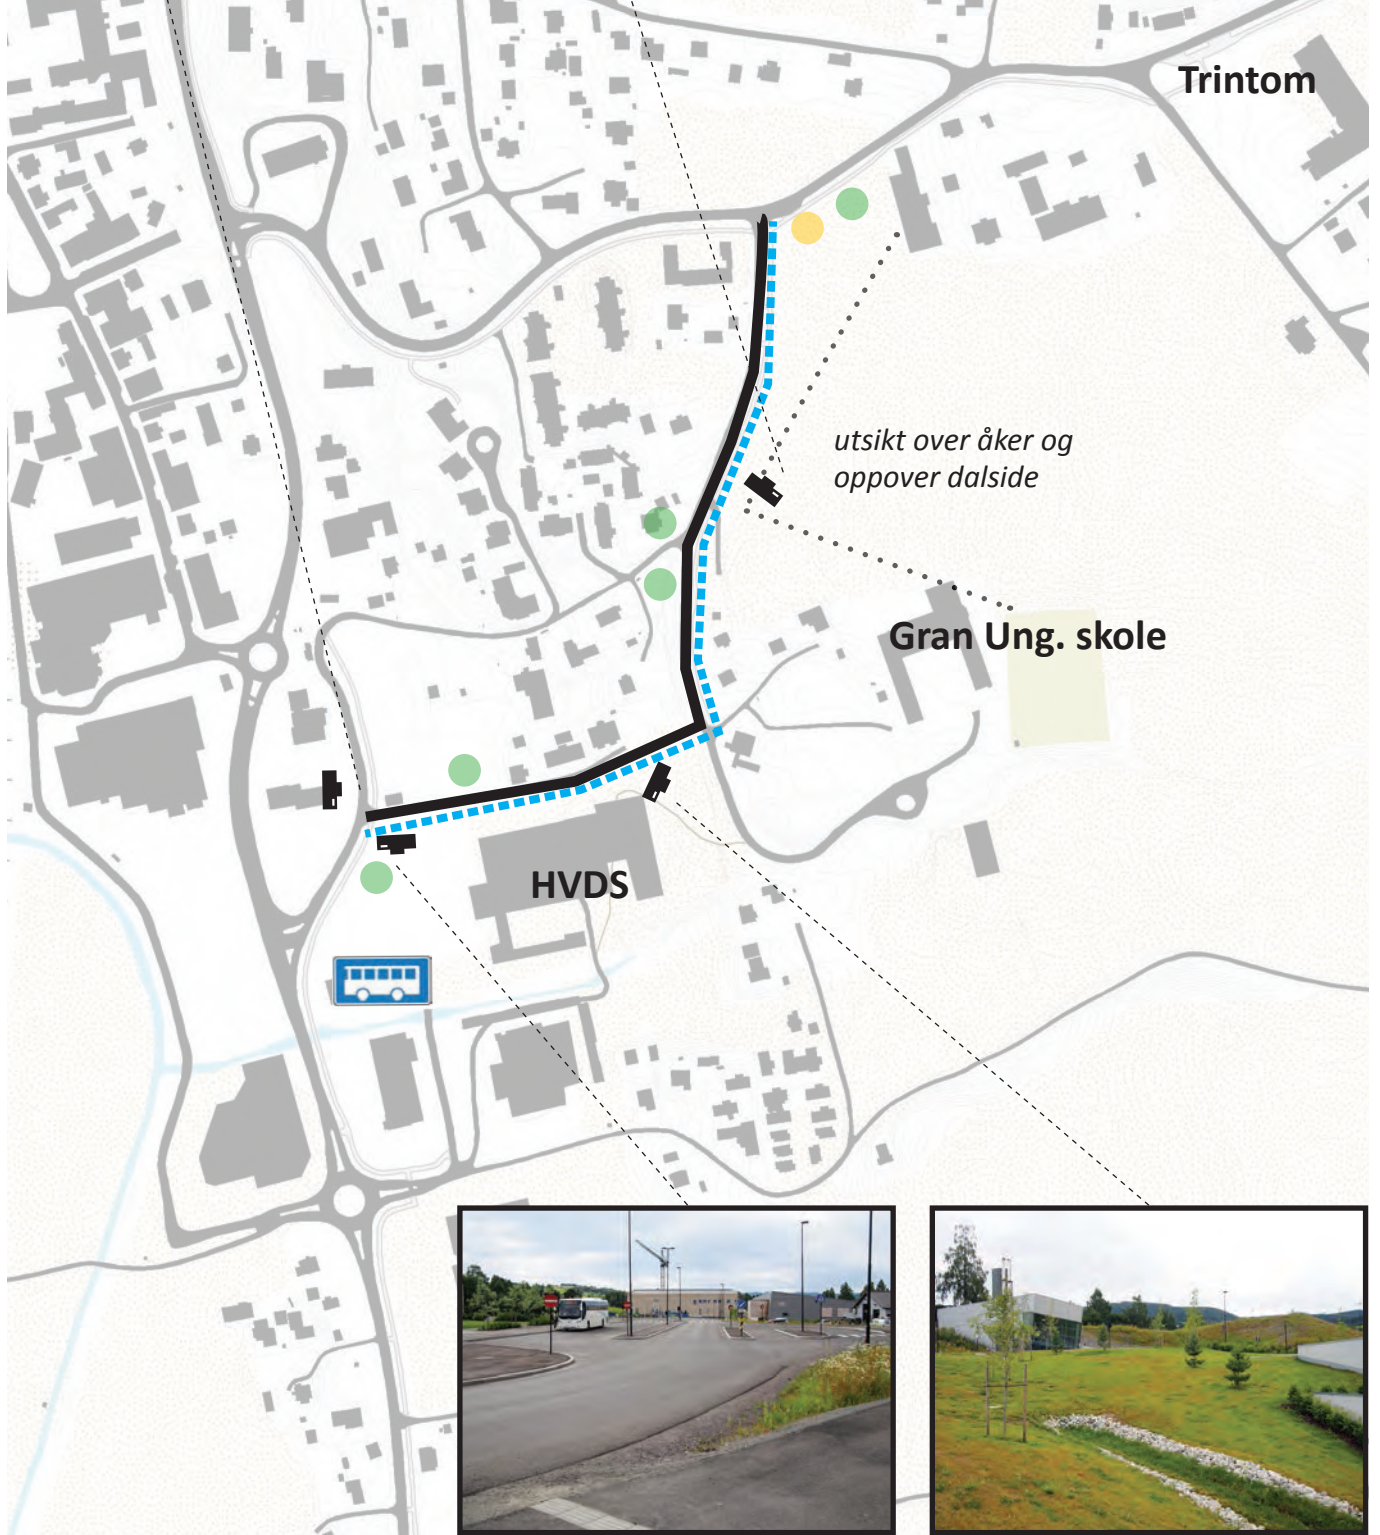 Trintom
utsikt over åker og
oppover dalside
Gran Ung. skole
HVDS